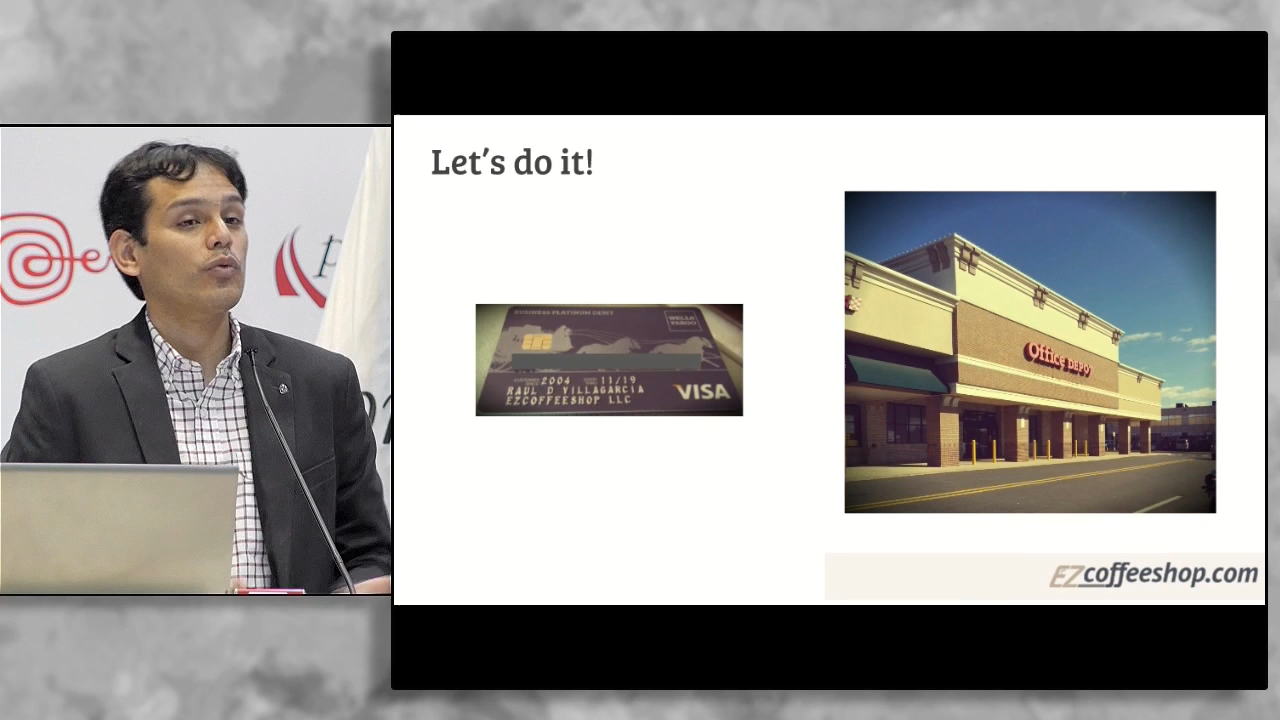 Let's do it!
BUSINESS PLATINUM DEBIT
WELLS
FARGO
2004 11/19
RAUL D VILLAGARCIA
EZCOFFEESHOP LLC
VISA
Office DEPOT
EZcoffeeshop.com